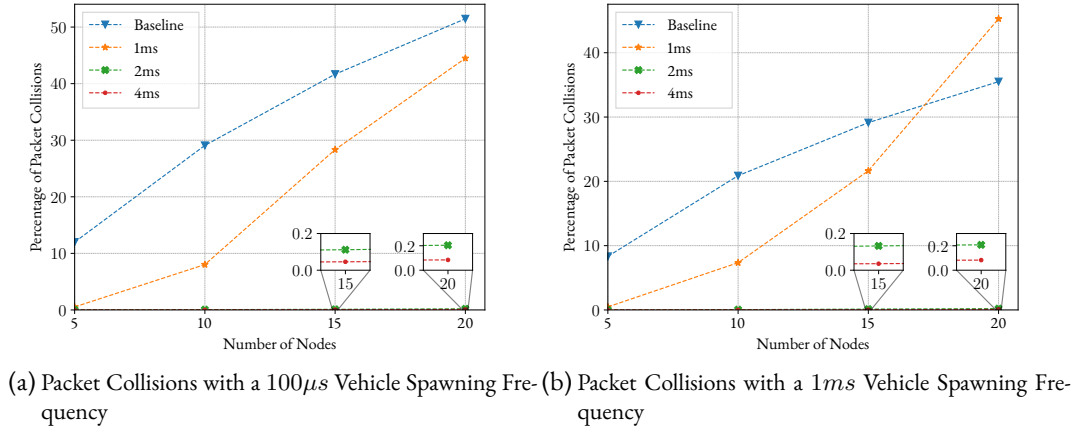 Percentage of Packet Collisions
50
40
30
20
10
0
Baseline
1ms
2ms
4ms
0.2
0.0
15
0.2
0.0
20
5
10
15
20
Number of Nodes
(a) Packet Collisions with a 100μs Vehicle Spawning Fre-
quency
Percentage of Packet Collisions
40
30
20
10
0
Baseline
1ms
2ms
4ms
0.2
0.0
15
0.2
0.0
20
5
10
15
20
Number of Nodes
(b) Packet Collisions with a 1ms Vehicle Spawning Fre-
quency